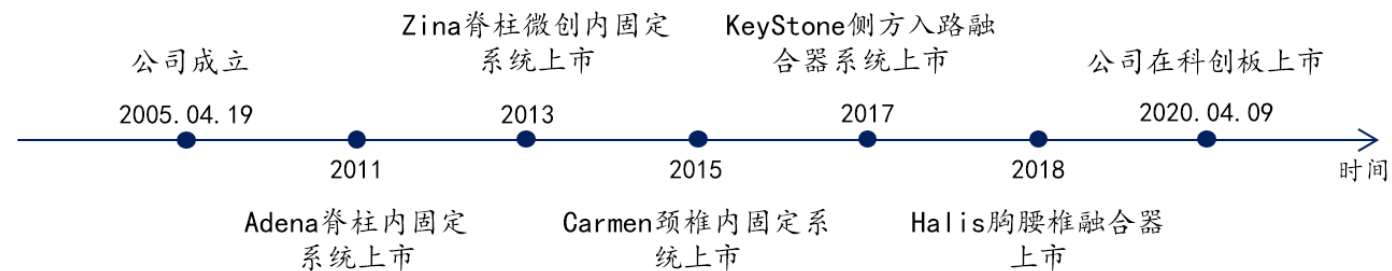 Zina脊柱微创内固定
系统上市
KeyStone侧方入路融
合器系统上市
公司成立
公司在科创板上市
2005.04.19
2013
2017
2020.04.09
2011
2015
2018
时间
Adena脊柱内固定
系统上市
Carmen颈椎内固定系
统上市
Halis胸腰椎融合器
上市